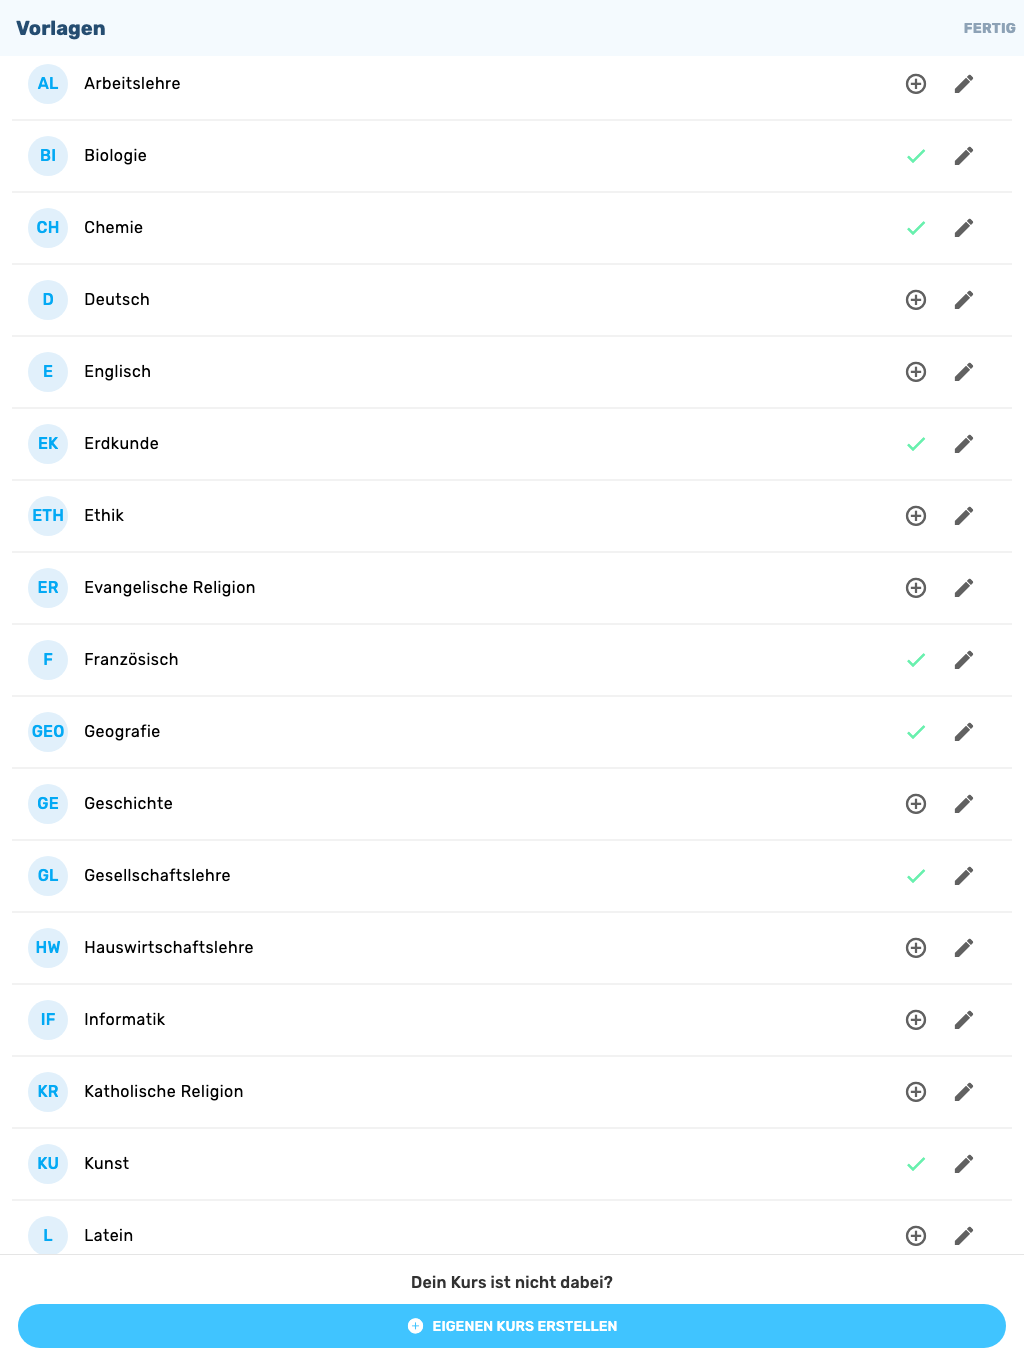 Vorlagen FERTIG
AL Arbeitslehre
BI Biologie
CH Chemie
D Deutsch
E Englisch
EK Erdkunde
ETH Ethik
ER Evangelische Religion
F Französisch
GEO Geografie
GE Geschichte
GL Gesellschaftslehre
HW Hauswirtschaftslehre
IF Informatik
KR Katholische Religion
KU Kunst
L Latein
Dein Kurs ist nicht dabei?
EIGENEN KURS ERSTELLEN